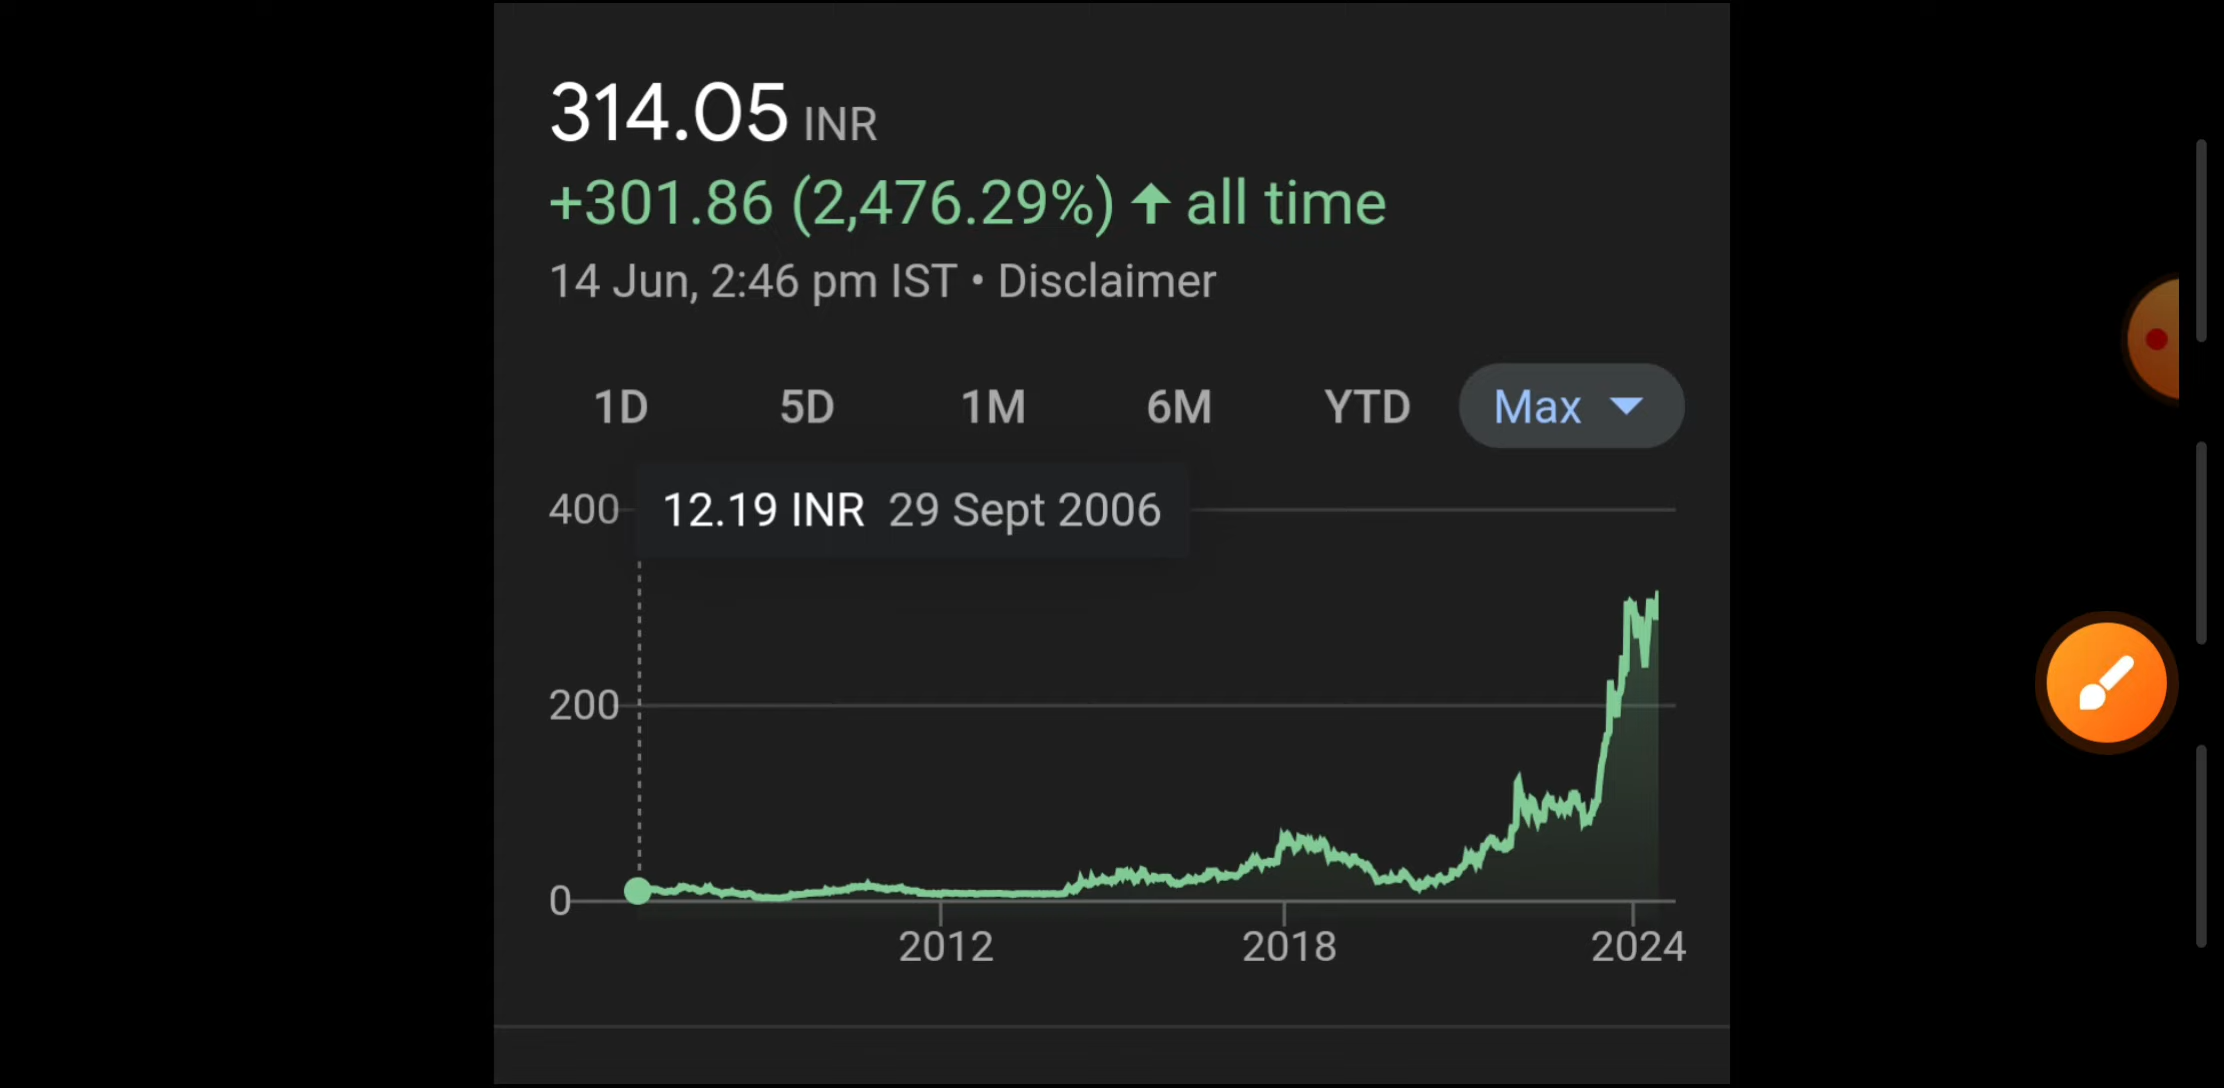 314.05 INR
+301.86 (2,476.29%) ↑ all time
14 Jun, 2:46 pm IST • Disclaimer
1D 5D 1M 6M YTD Max
400 12.19 INR 29 Sept 2006
200
0
2012 2018 2024